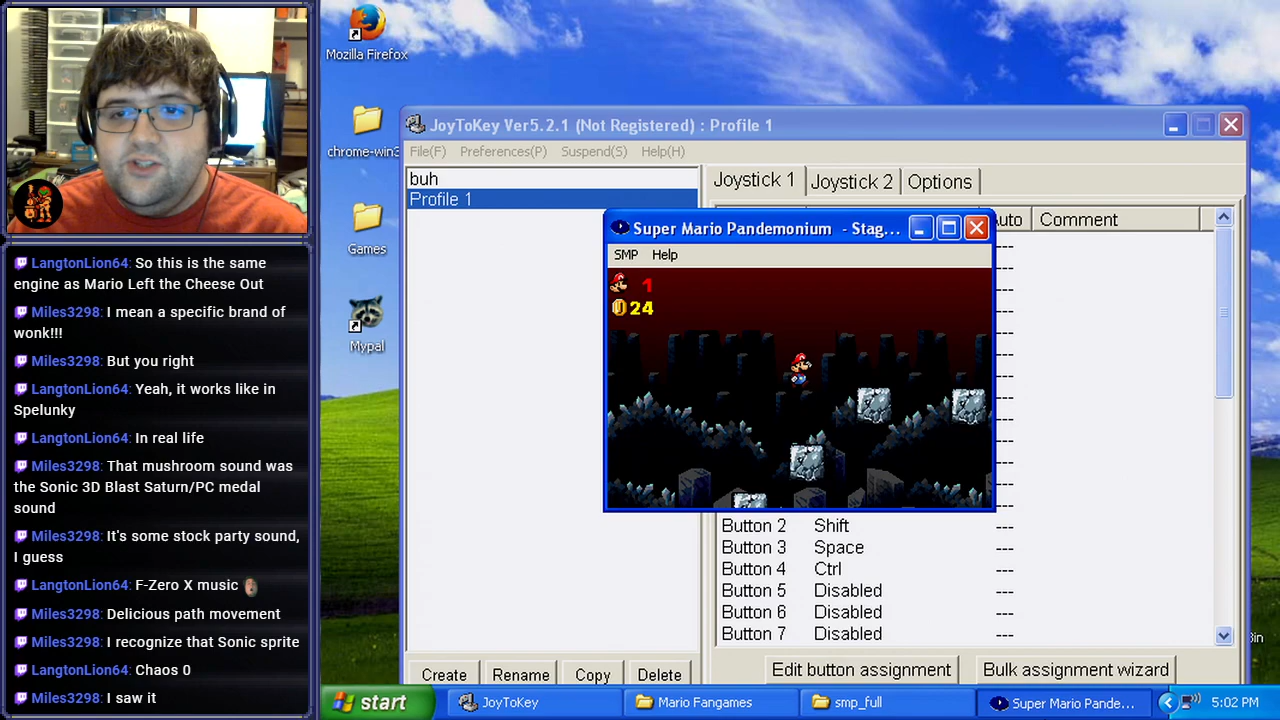 LangtonLion64: So this is the same
engine as Mario Left the Cheese Out
Miles3298: I mean a specific brand of
wonk!!!
Miles3298: But you right
LangtonLion64: Yeah, it works like in
Spelunky
LangtonLion64: In real life
Miles3298: That mushroom sound was
the Sonic 3D Blast Saturn/PC medal
sound
Miles3298: It's some stock party sound,
I guess
LangtonLion64: F-Zero X music
Miles3298: Delicious path movement
Miles3298: I recognize that Sonic sprite
LangtonLion64: Chaos 0
Miles3298: I saw it
Mozilla Firefox
chrome-win3
Games
Mypal
JoyToKey Ver5.2.1 (Not Registered) : Profile 1
File(F) Preferences(P) Suspend(S) Help(H)
buh
Profile 1
Joystick 1 Joystick 2 Options
Comment
Super Mario Pandemonium - Stag...
SMP Help
1
24
---
---
---
---
---
---
---
---
---
---
---
---
Button 2 Shift ---
Button 3 Space ---
Button 4 Ctrl ---
Button 5 Disabled ---
Button 6 Disabled ---
Button 7 Disabled ---
Create Rename Copy Delete
Edit button assignment Bulk assignment wizard
start JoyToKey Mario Fangames smp_full Super Mario Pande... 5:02 PM